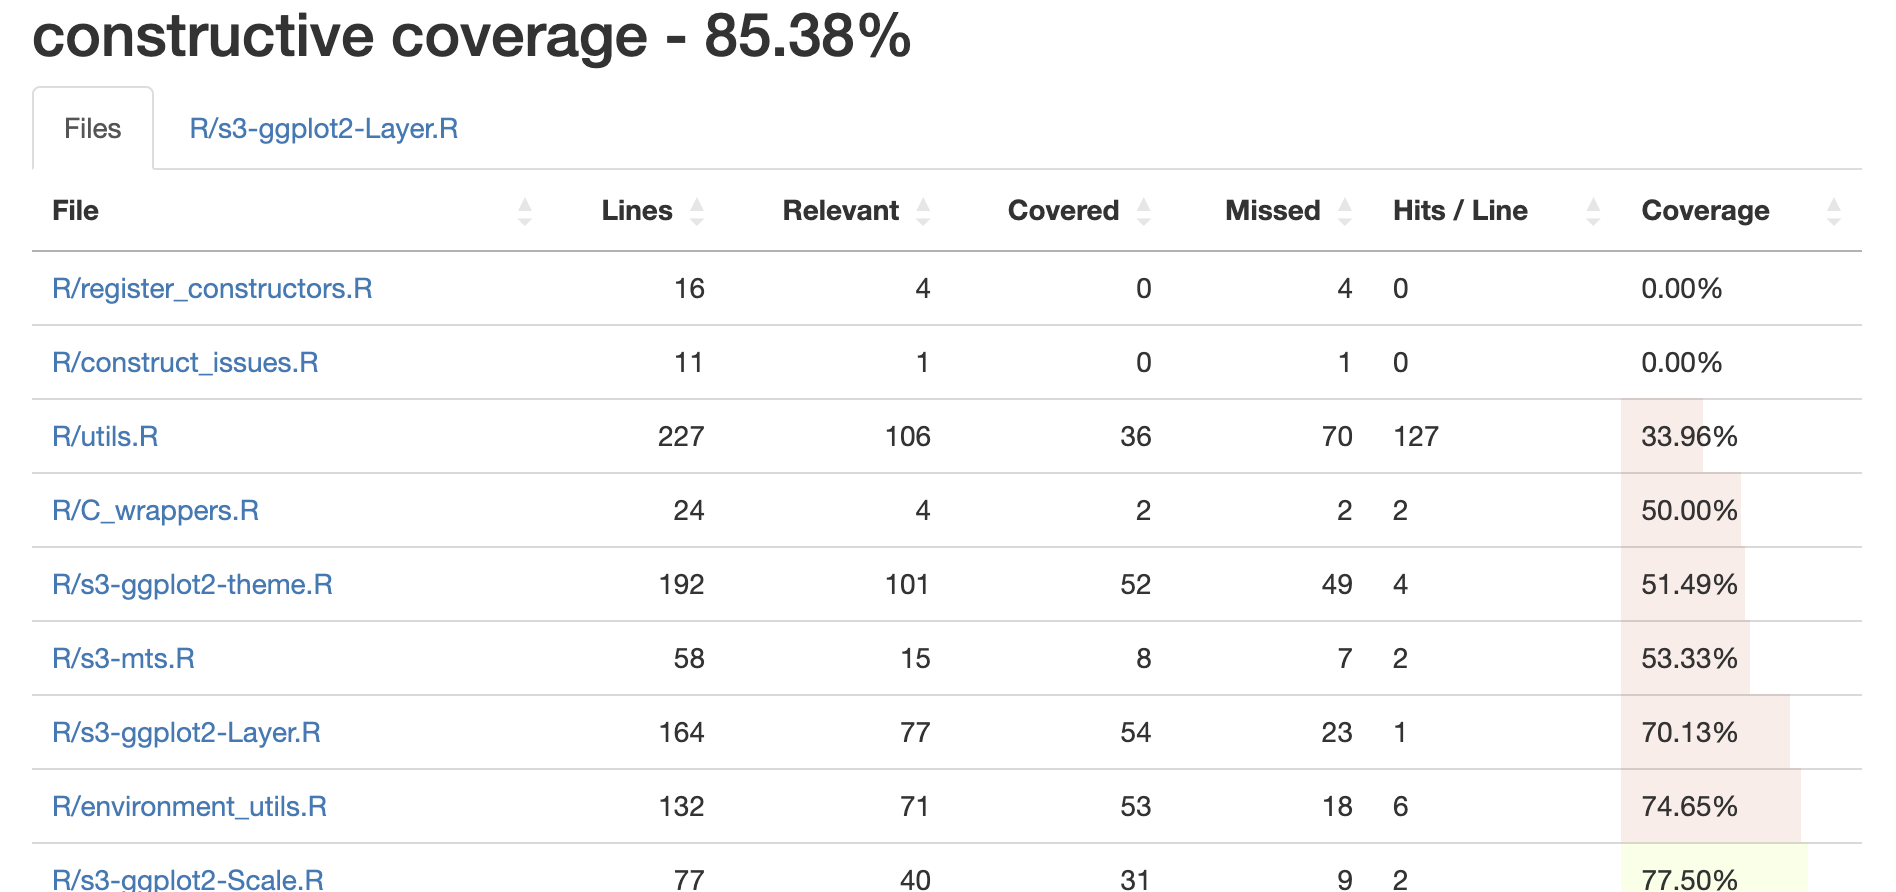 constructive coverage - 85.38%
Files R/s3-ggplot2-Layer.R
File Lines Relevant Covered Missed Hits / Line Coverage
R/register_constructors.R 16 4 0 4 0 0.00%
R/construct_issues.R 11 1 0 1 0 0.00%
R/utils.R 227 106 36 70 127 33.96%
R/C_wrappers.R 24 4 2 2 2 50.00%
R/s3-ggplot2-theme.R 192 101 52 49 4 51.49%
R/s3-mts.R 58 15 8 7 2 53.33%
R/s3-ggplot2-Layer.R 164 77 54 23 1 70.13%
R/environment_utils.R 132 71 53 18 6 74.65%
R/s3-ggplot2-Scale.R 77 40 31 9 2 77.50%